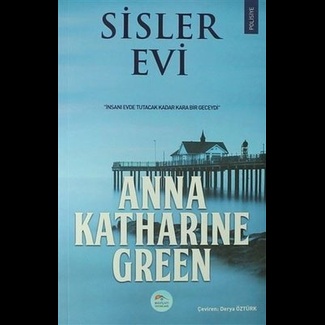 SİSLER
EVİ
POLİSİYE
"İNSANI EVDE TUTACAK KADAR KARA BİR GECEYDİ"
ANNA
KATHARINE
GREEN
Çeviren: Derya ÖZTÜRK